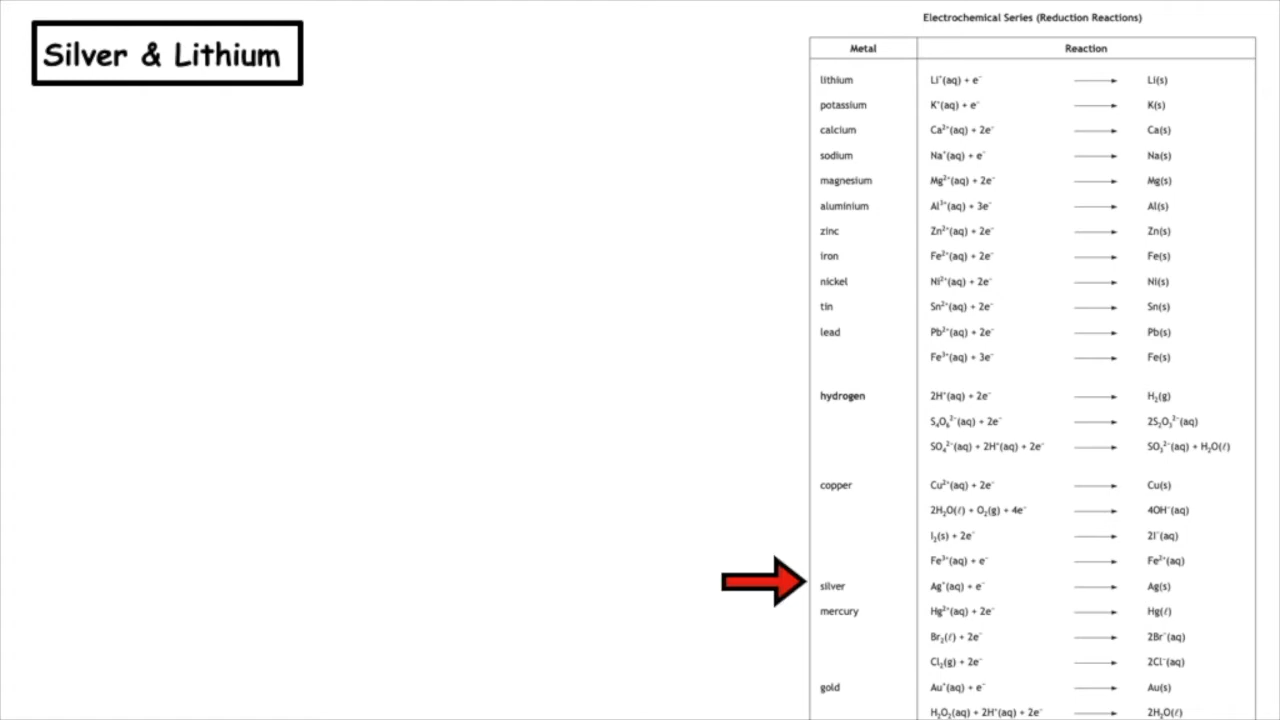 Silver & Lithium
Electrochemical Series (Reduction Reactions)
Metal Reaction
lithium Li⁺(aq) + e⁻ ⟶ Li(s)
potassium K⁺(aq) + e⁻ ⟶ K(s)
calcium Ca²⁺(aq) + 2e⁻ ⟶ Ca(s)
sodium Na⁺(aq) + e⁻ ⟶ Na(s)
magnesium Mg²⁺(aq) + 2e⁻ ⟶ Mg(s)
aluminium Al³⁺(aq) + 3e⁻ ⟶ Al(s)
zinc Zn²⁺(aq) + 2e⁻ ⟶ Zn(s)
iron Fe²⁺(aq) + 2e⁻ ⟶ Fe(s)
nickel Ni²⁺(aq) + 2e⁻ ⟶ Ni(s)
tin Sn²⁺(aq) + 2e⁻ ⟶ Sn(s)
lead Pb²⁺(aq) + 2e⁻ ⟶ Pb(s)
Fe³⁺(aq) + 3e⁻ ⟶ Fe(s)
hydrogen 2H⁺(aq) + 2e⁻ ⟶ H₂(g)
S₄O₆²⁻(aq) + 2e⁻ ⟶ 2S₂O₃²⁻(aq)
SO₄²⁻(aq) + 2H⁺(aq) + 2e⁻ ⟶ SO₃²⁻(aq) + H₂O(ℓ)
copper Cu²⁺(aq) + 2e⁻ ⟶ Cu(s)
2H₂O(ℓ) + O₂(g) + 4e⁻ ⟶ 4OH⁻(aq)
I₂(s) + 2e⁻ ⟶ 2I⁻(aq)
Fe³⁺(aq) + e⁻ ⟶ Fe²⁺(aq)
silver Ag⁺(aq) + e⁻ ⟶ Ag(s)
mercury Hg²⁺(aq) + 2e⁻ ⟶ Hg(ℓ)
Br₂(ℓ) + 2e⁻ ⟶ 2Br⁻(aq)
Cl₂(g) + 2e⁻ ⟶ 2Cl⁻(aq)
gold Au⁺(aq) + e⁻ ⟶ Au(s)
H₂O₂(aq) + 2H⁺(aq) + 2e⁻ ⟶ 2H₂O(ℓ)